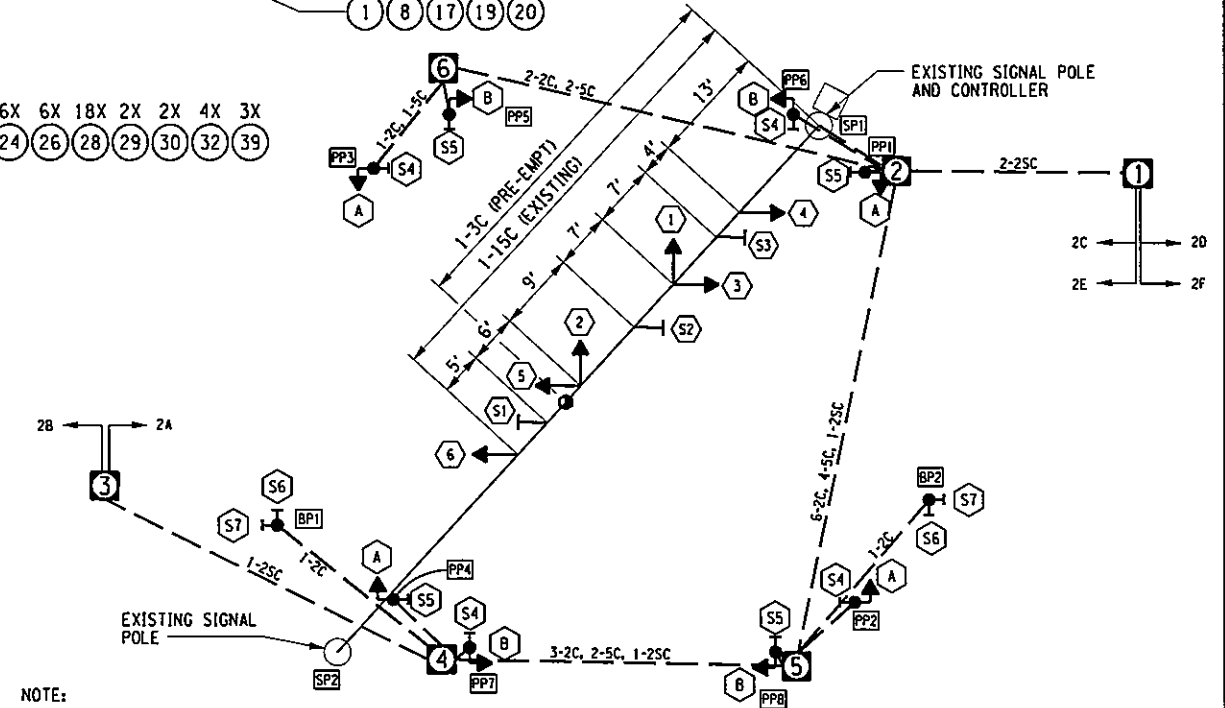 1 8 17 19 20
6X 6X 18X 2X 2X 4X 3X
24 26 28 29 30 32 39
6
2-2C, 2-5C
B
PP5
S5
1-2C, 1-5C
PP3
S4
A
1-3C (PRE-EMPT)
1-15C (EXISTING)
13'
4'
7'
7'
9'
6'
5'
PP6
B
S4
SP1
EXISTING SIGNAL POLE
AND CONTROLLER
PP1
S5
2
A
2-2SC
1
2C
2D
2E
2F
4
S3
1
3
S2
2
5
S1
6
2B
2A
3
S6
S7
BP1
1-2C
1-2SC
A
PP4
S5
EXISTING SIGNAL
POLE
SP2
4
S4
B
PP7
3-2C, 2-5C, 1-2SC
6-2C, 4-5C, 1-2SC
BP2
S7
S6
1-2C
S4
A
PP2
S5
5
B
PP8
NOTE: